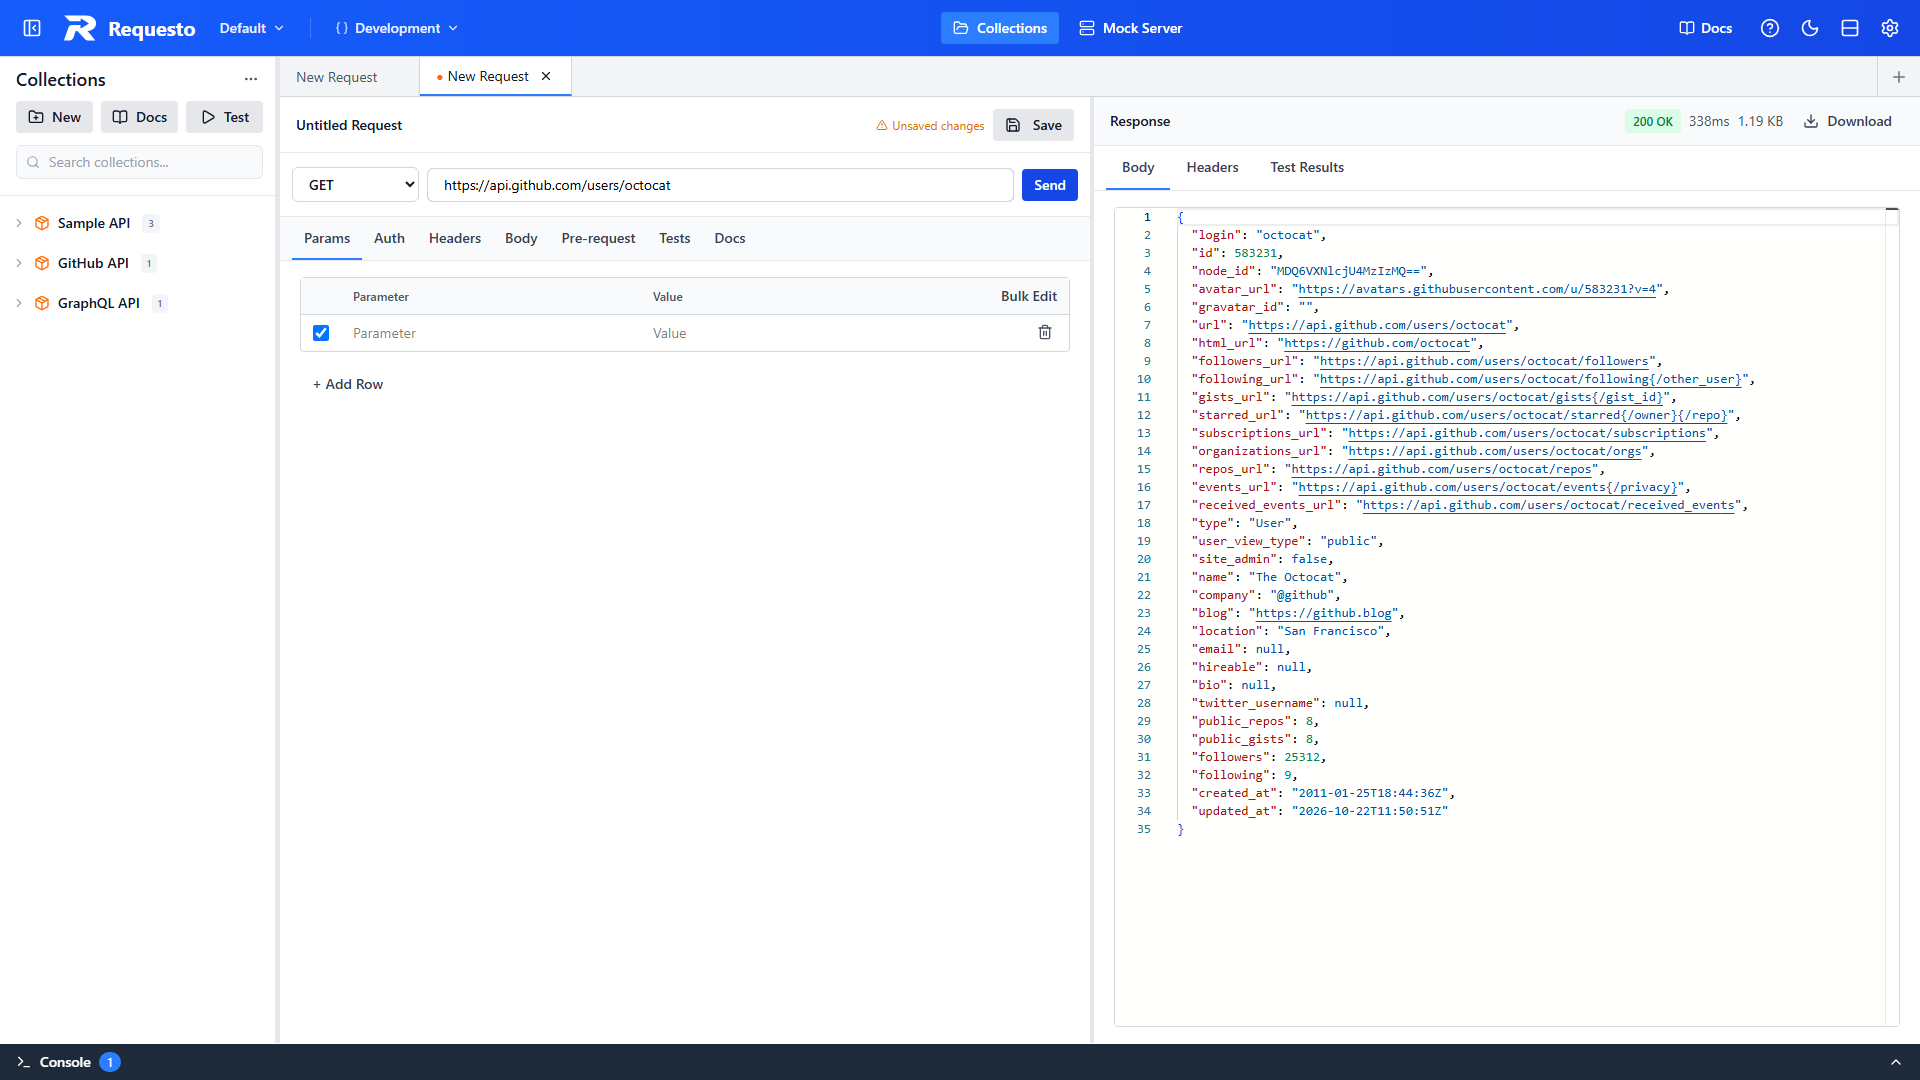 Requesto
Default
{ } Development
Collections
Mock Server
Docs
Collections
New
Docs
Test
Search collections...
Sample API 3
GitHub API 1
GraphQL API 1
New Request
New Request
Untitled Request
Unsaved changes
Save
GET
https://api.github.com/users/octocat
Send
Params
Auth
Headers
Body
Pre-request
Tests
Docs
Parameter
Value
Bulk Edit
Parameter
Value
+ Add Row
Response
200 OK
338ms
1.19 KB
Download
Body
Headers
Test Results
1 {
2 "login": "octocat",
3 "id": 583231,
4 "node_id": "MDQ6VXNlcjU4MzIzMQ==",
5 "avatar_url": "https://avatars.githubusercontent.com/u/583231?v=4",
6 "gravatar_id": "",
7 "url": "https://api.github.com/users/octocat",
8 "html_url": "https://github.com/octocat",
9 "followers_url": "https://api.github.com/users/octocat/followers",
10 "following_url": "https://api.github.com/users/octocat/following{/other_user}",
11 "gists_url": "https://api.github.com/users/octocat/gists{/gist_id}",
12 "starred_url": "https://api.github.com/users/octocat/starred{/owner}{/repo}",
13 "subscriptions_url": "https://api.github.com/users/octocat/subscriptions",
14 "organizations_url": "https://api.github.com/users/octocat/orgs",
15 "repos_url": "https://api.github.com/users/octocat/repos",
16 "events_url": "https://api.github.com/users/octocat/events{/privacy}",
17 "received_events_url": "https://api.github.com/users/octocat/received_events",
18 "type": "User",
19 "user_view_type": "public",
20 "site_admin": false,
21 "name": "The Octocat",
22 "company": "@github",
23 "blog": "https://github.blog",
24 "location": "San Francisco",
25 "email": null,
26 "hireable": null,
27 "bio": null,
28 "twitter_username": null,
29 "public_repos": 8,
30 "public_gists": 8,
31 "followers": 25312,
32 "following": 9,
33 "created_at": "2011-01-25T18:44:36Z",
34 "updated_at": "2026-10-22T11:50:51Z"
35 }
Console 1